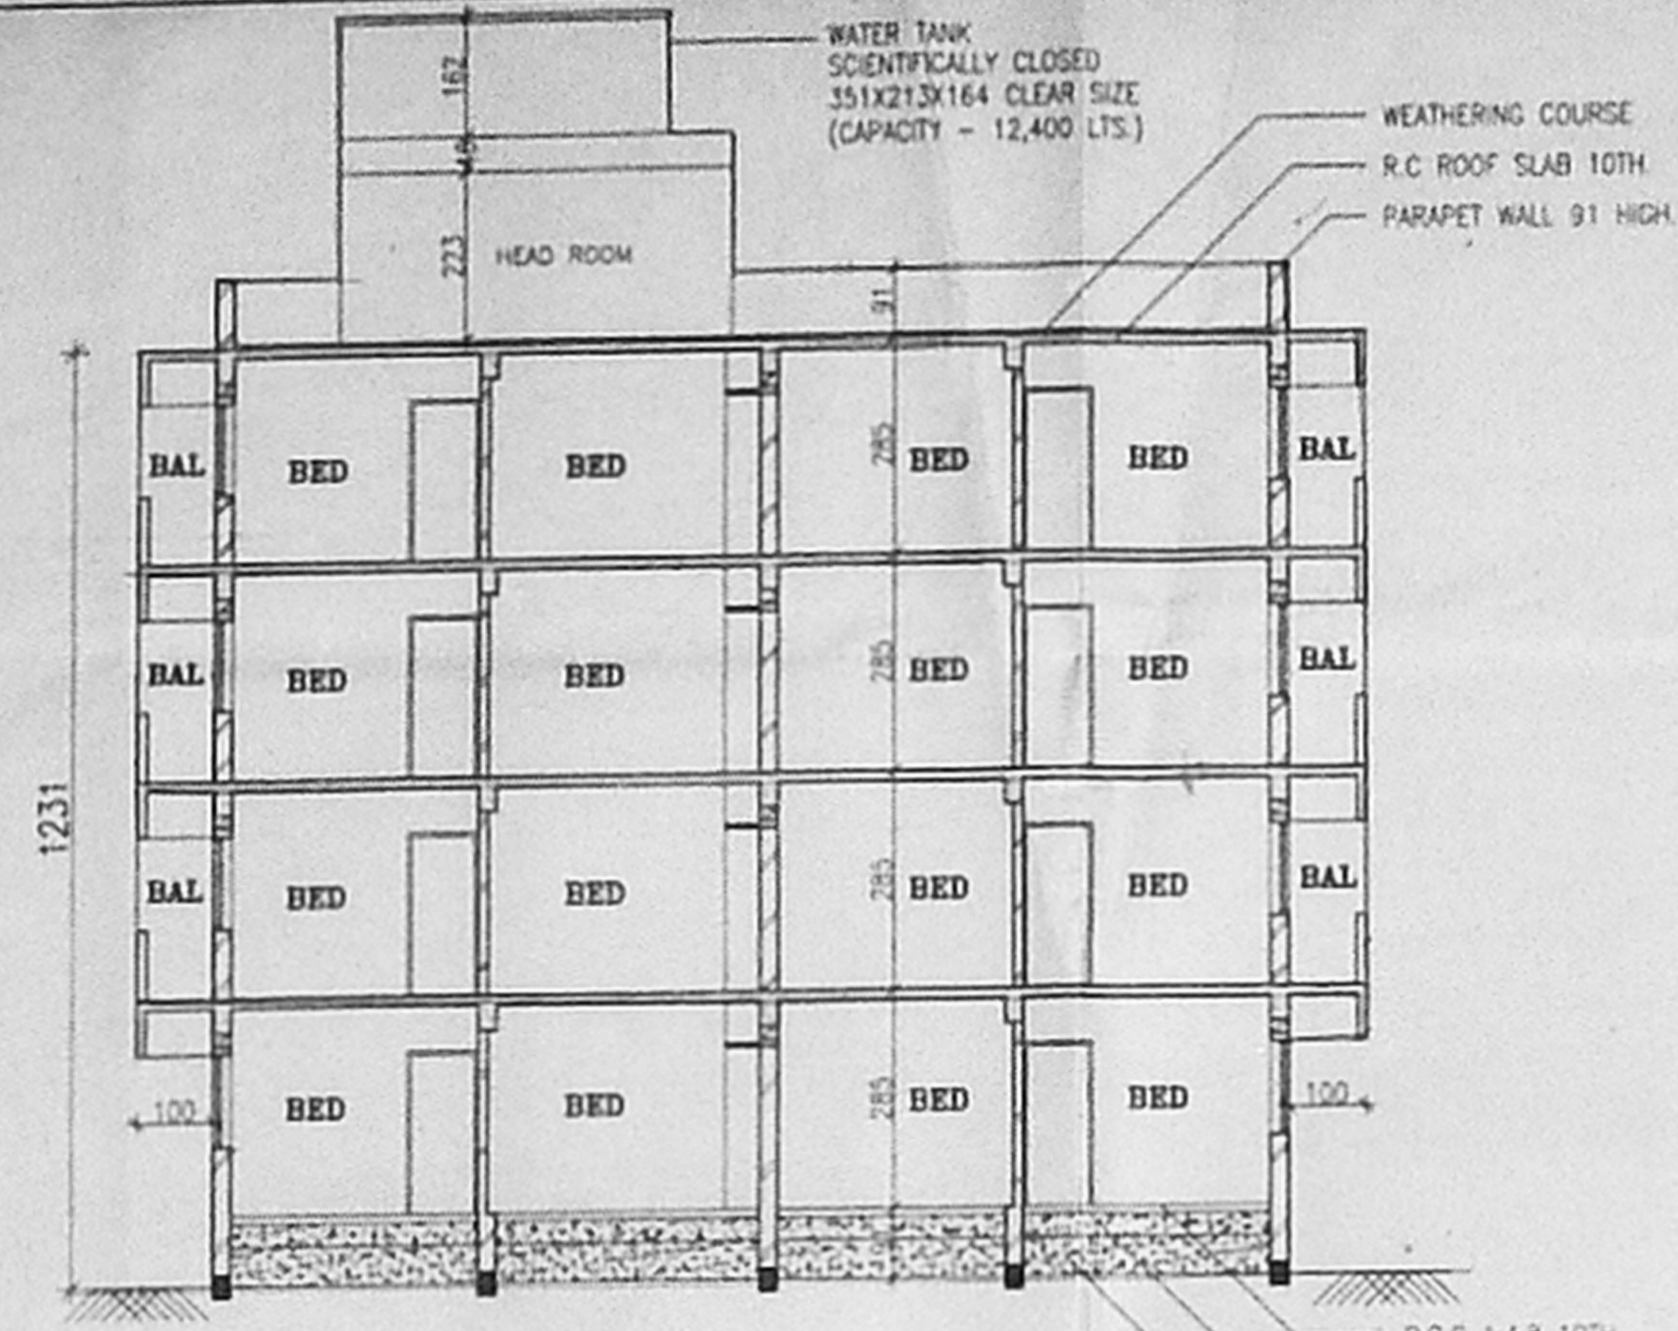 WATER TANK
SCIENTIFICALLY CLOSED
351X213X164 CLEAR SIZE
(CAPACITY - 12,400 LTS.)
WEATHERING COURSE
R.C ROOF SLAB 10TH.
PARAPET WALL 91 HIGH.
167
223
HEAD ROOM
91
BAL BED BED 285 BED BED BAL
BAL BED BED 285 BED BED BAL
1231
BAL BED BED 285 BED BED BAL
100 BED BED 285 BED BED 100